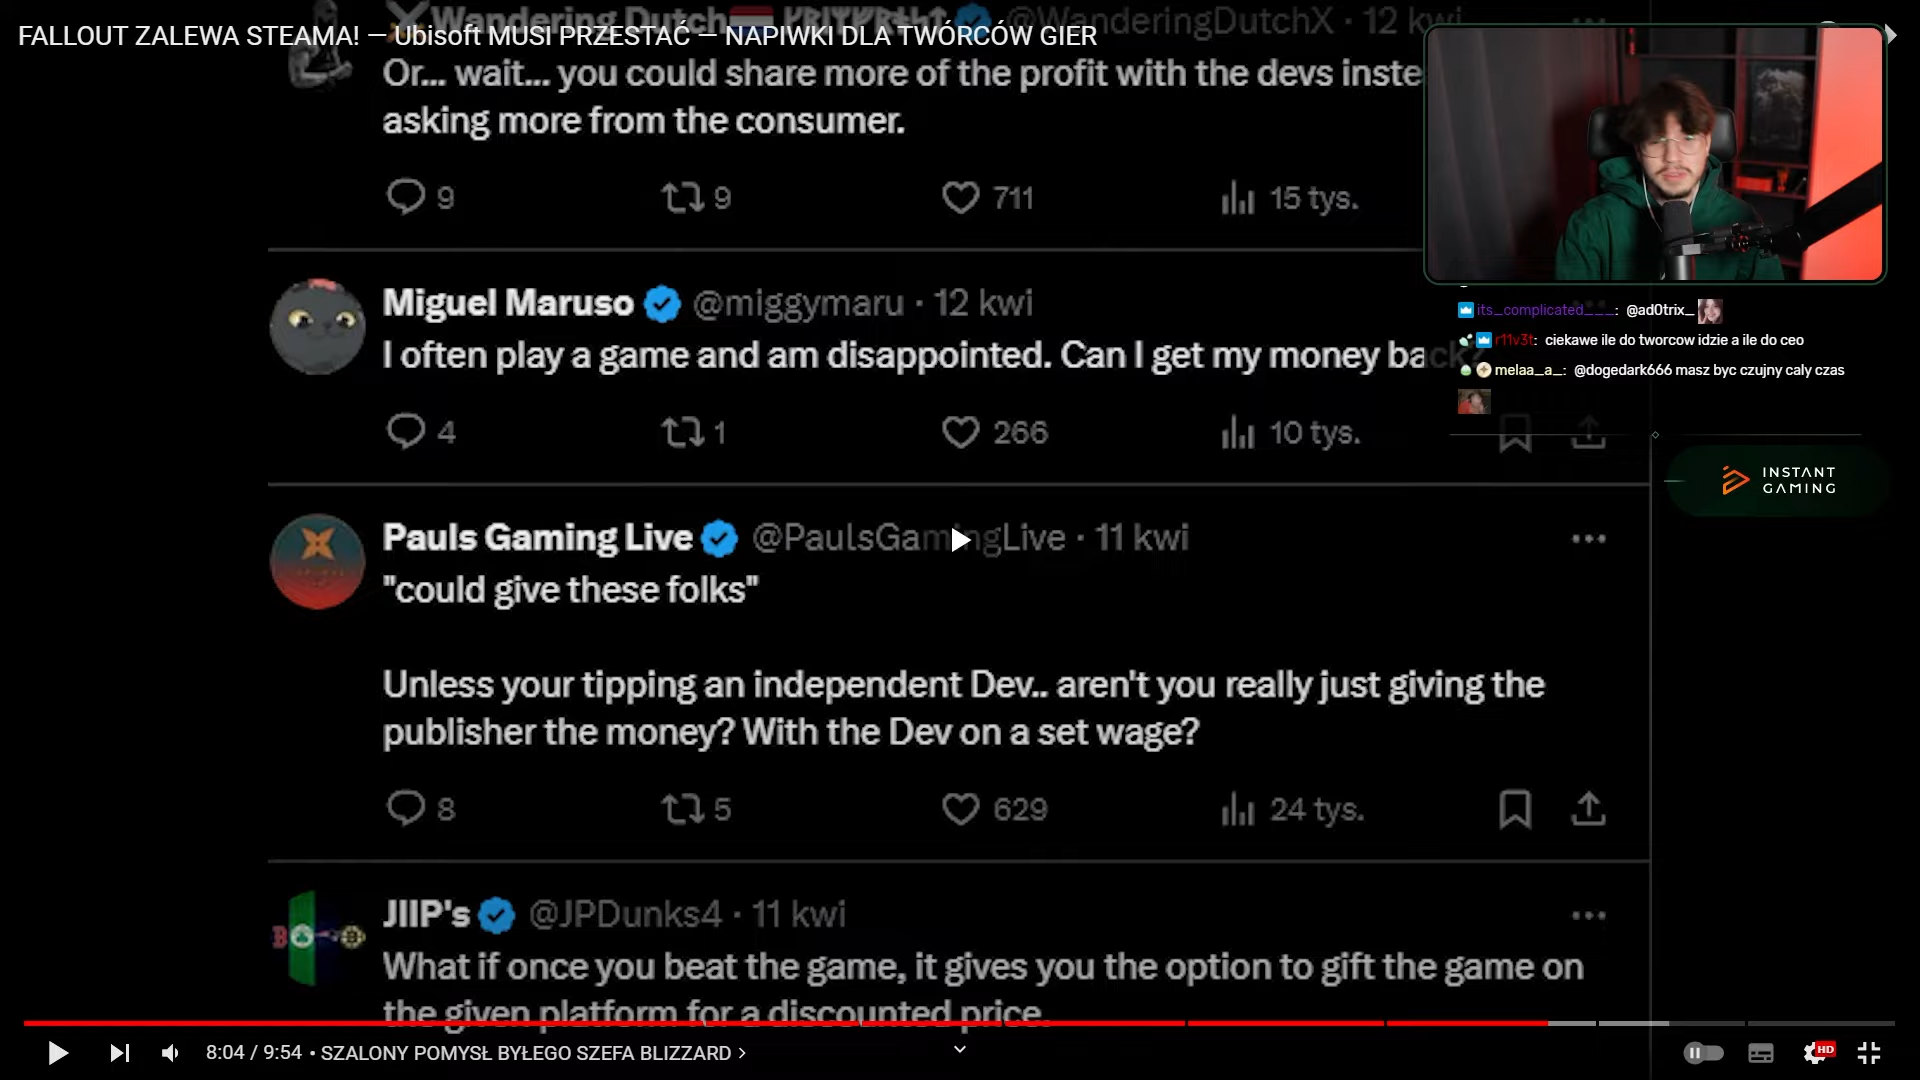 Wandering Dutch @WanderingDutchX · 12 kwi
FALLOUT ZALEWA STEAMA! — Ubisoft MUSI PRZESTAĆ — NAPIWKI DLA TWÓRCÓW GIER
Or... wait... you could share more of the profit with the devs inste
asking more from the consumer.
9 9 711 15 tys.
Miguel Maruso @miggymaru · 12 kwi
I often play a game and am disappointed. Can I get my money back?
4 1 266 10 tys.
its_complicated___: @ad0trix_
r11v3t: ciekawe ile do tworcow idzie a ile do ceo
melaa_a_: @dogedark666 masz byc czujny caly czas
INSTANT
GAMING
Pauls Gaming Live @PaulsGamingLive · 11 kwi
"could give these folks"
Unless your tipping an independent Dev.. aren't you really just giving the
publisher the money? With the Dev on a set wage?
8 5 629 24 tys.
JIIP's @JPDunks4 · 11 kwi
What if once you beat the game, it gives you the option to gift the game on
the given platform for a discounted price.
8:04 / 9:54 • SZALONY POMYSŁ BYŁEGO SZEFA BLIZZARD
HD